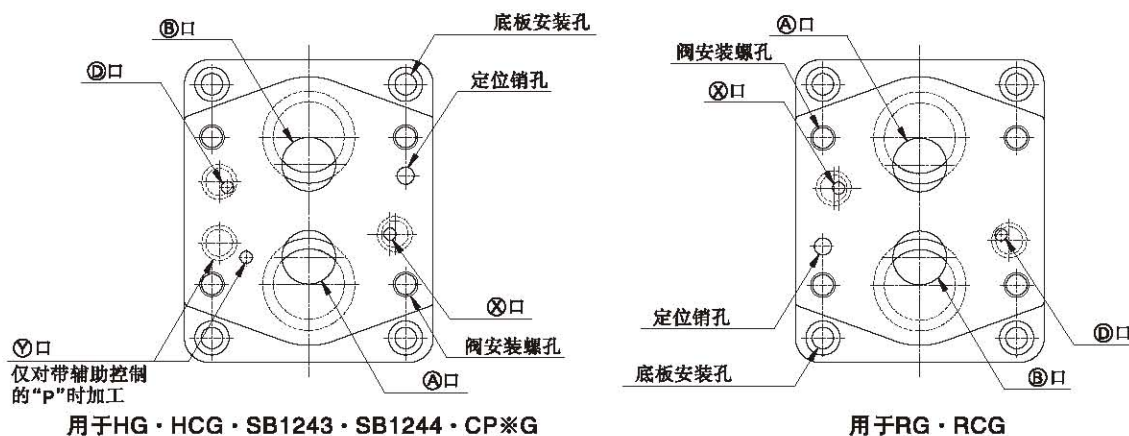 Ⓑ口
底板安装孔
Ⓓ口
定位销孔
Ⓧ口
Ⓨ口
阀安装螺孔
仅对带辅助控制
的“P”时加工
Ⓐ口
用于HG・HCG・SB1243・SB1244・CP※G
Ⓐ口
阀安装螺孔
Ⓧ口
定位销孔
Ⓓ口
底板安装孔
Ⓑ口
用于RG・RCG